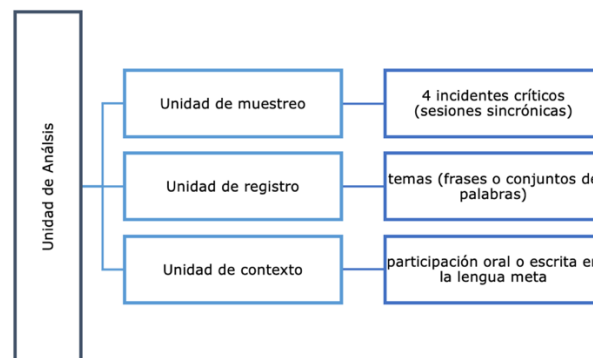 Unidad de Análsis
Unidad de muestreo
4 incidentes críticos
(sesiones sincrónicas)
Unidad de registro
temas (frases o conjuntos de
palabras)
Unidad de contexto
participación oral o escrita en
la lengua meta